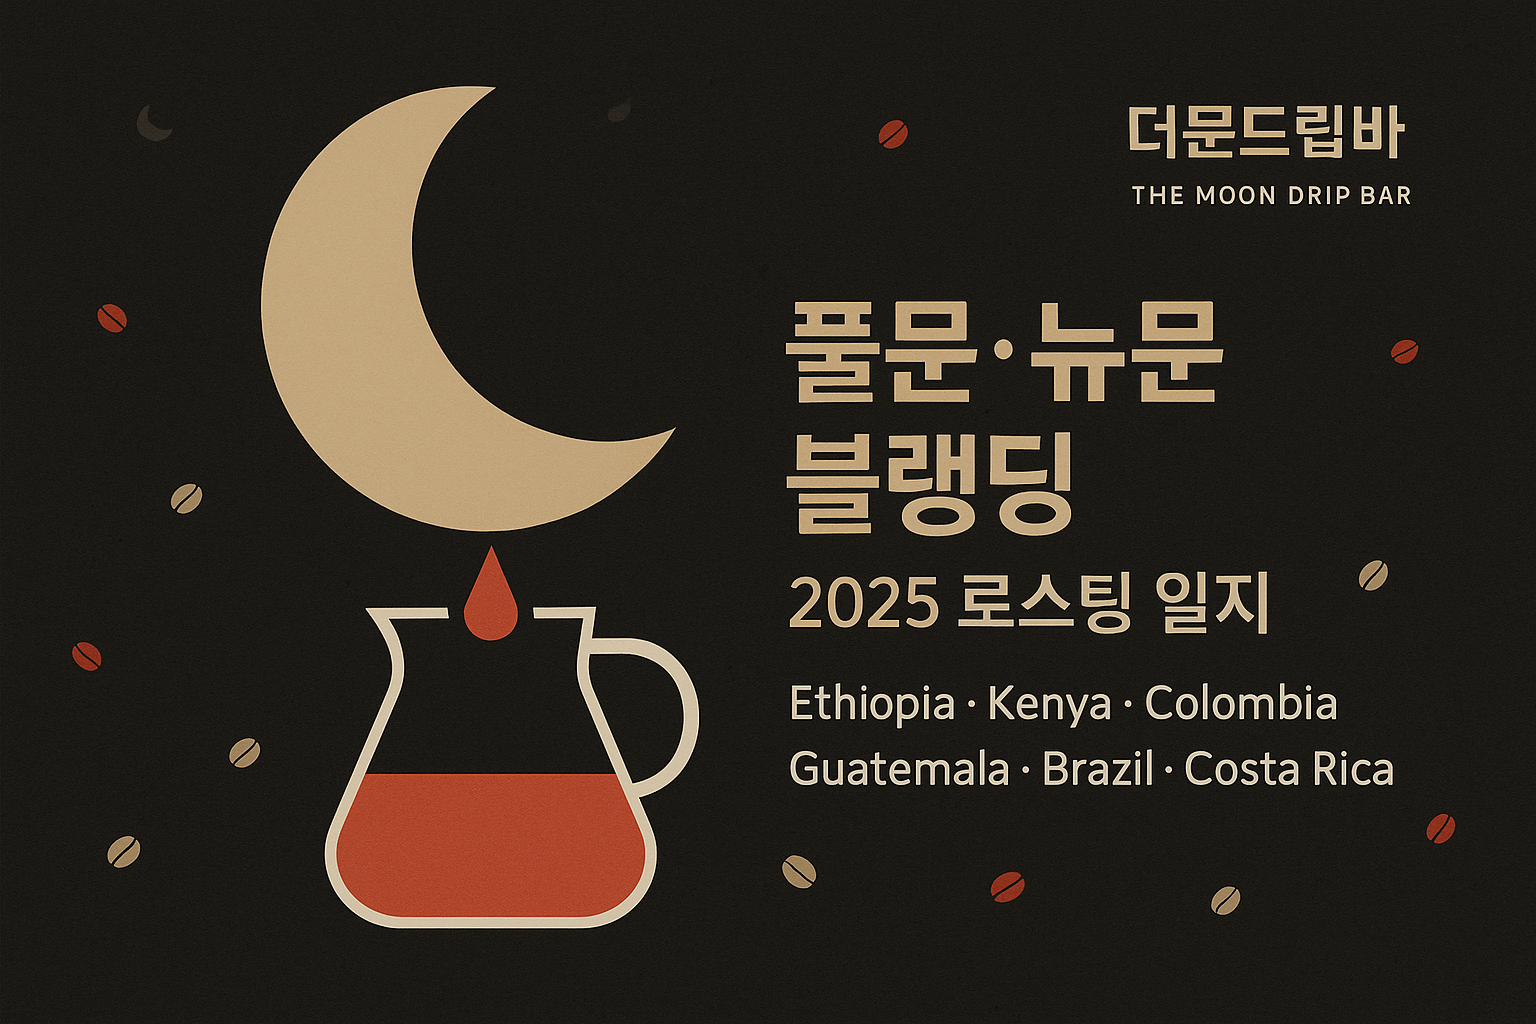 더문드립바
THE MOON DRIP BAR
풀문·뉴문
블랭딩
2025 로스팅 일지
Ethiopia · Kenya · Colombia
Guatemala · Brazil · Costa Rica